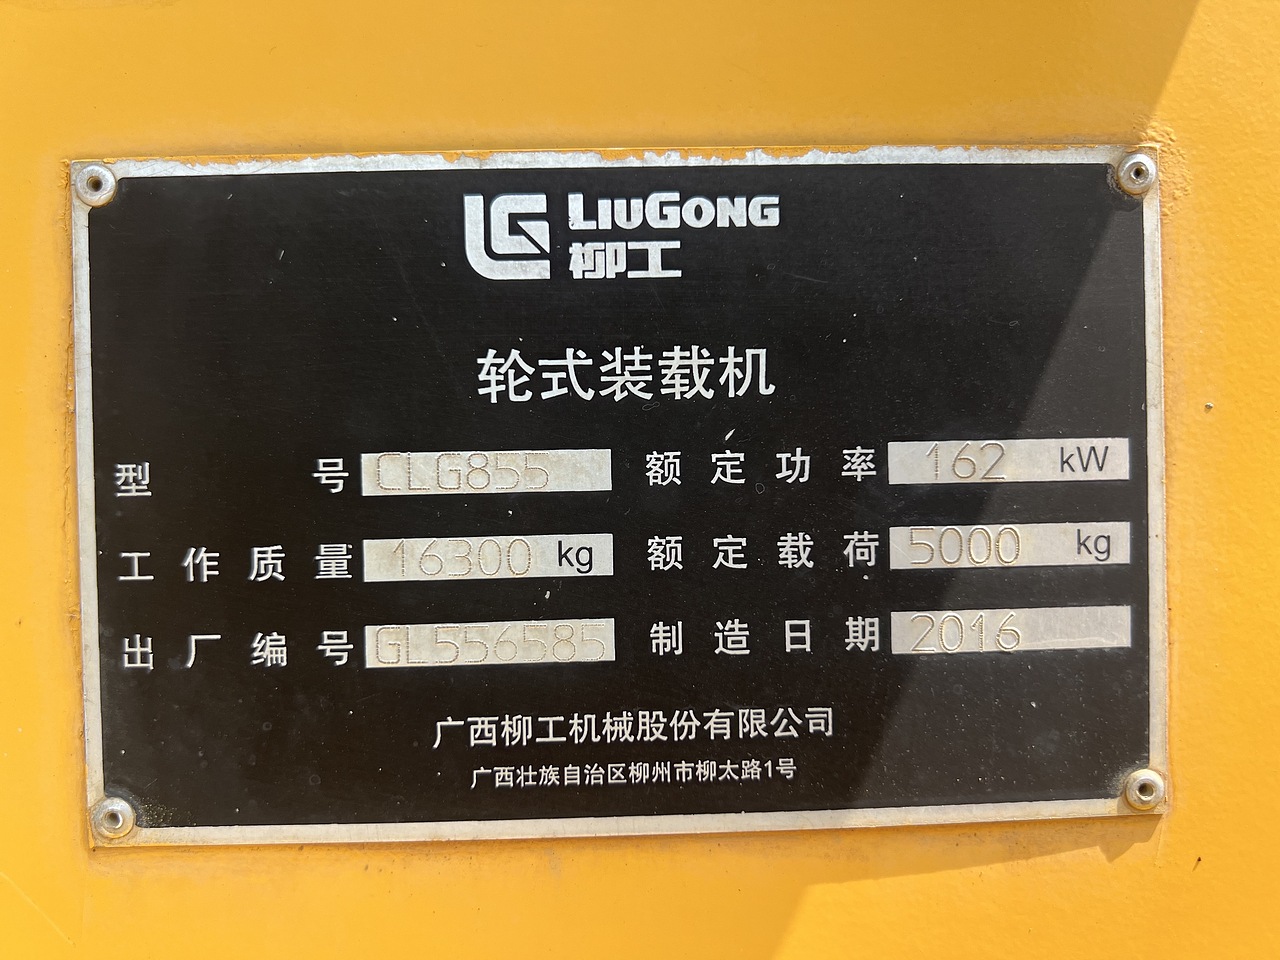 LG LIUGONG
柳工
轮式装载机
型号 CLG855 额定功率 162 kW
工作质量 16300 kg 额定载荷 5000 kg
出厂编号 GL556585 制造日期 2016
广西柳工机械股份有限公司
广西壮族自治区柳州市柳太路1号